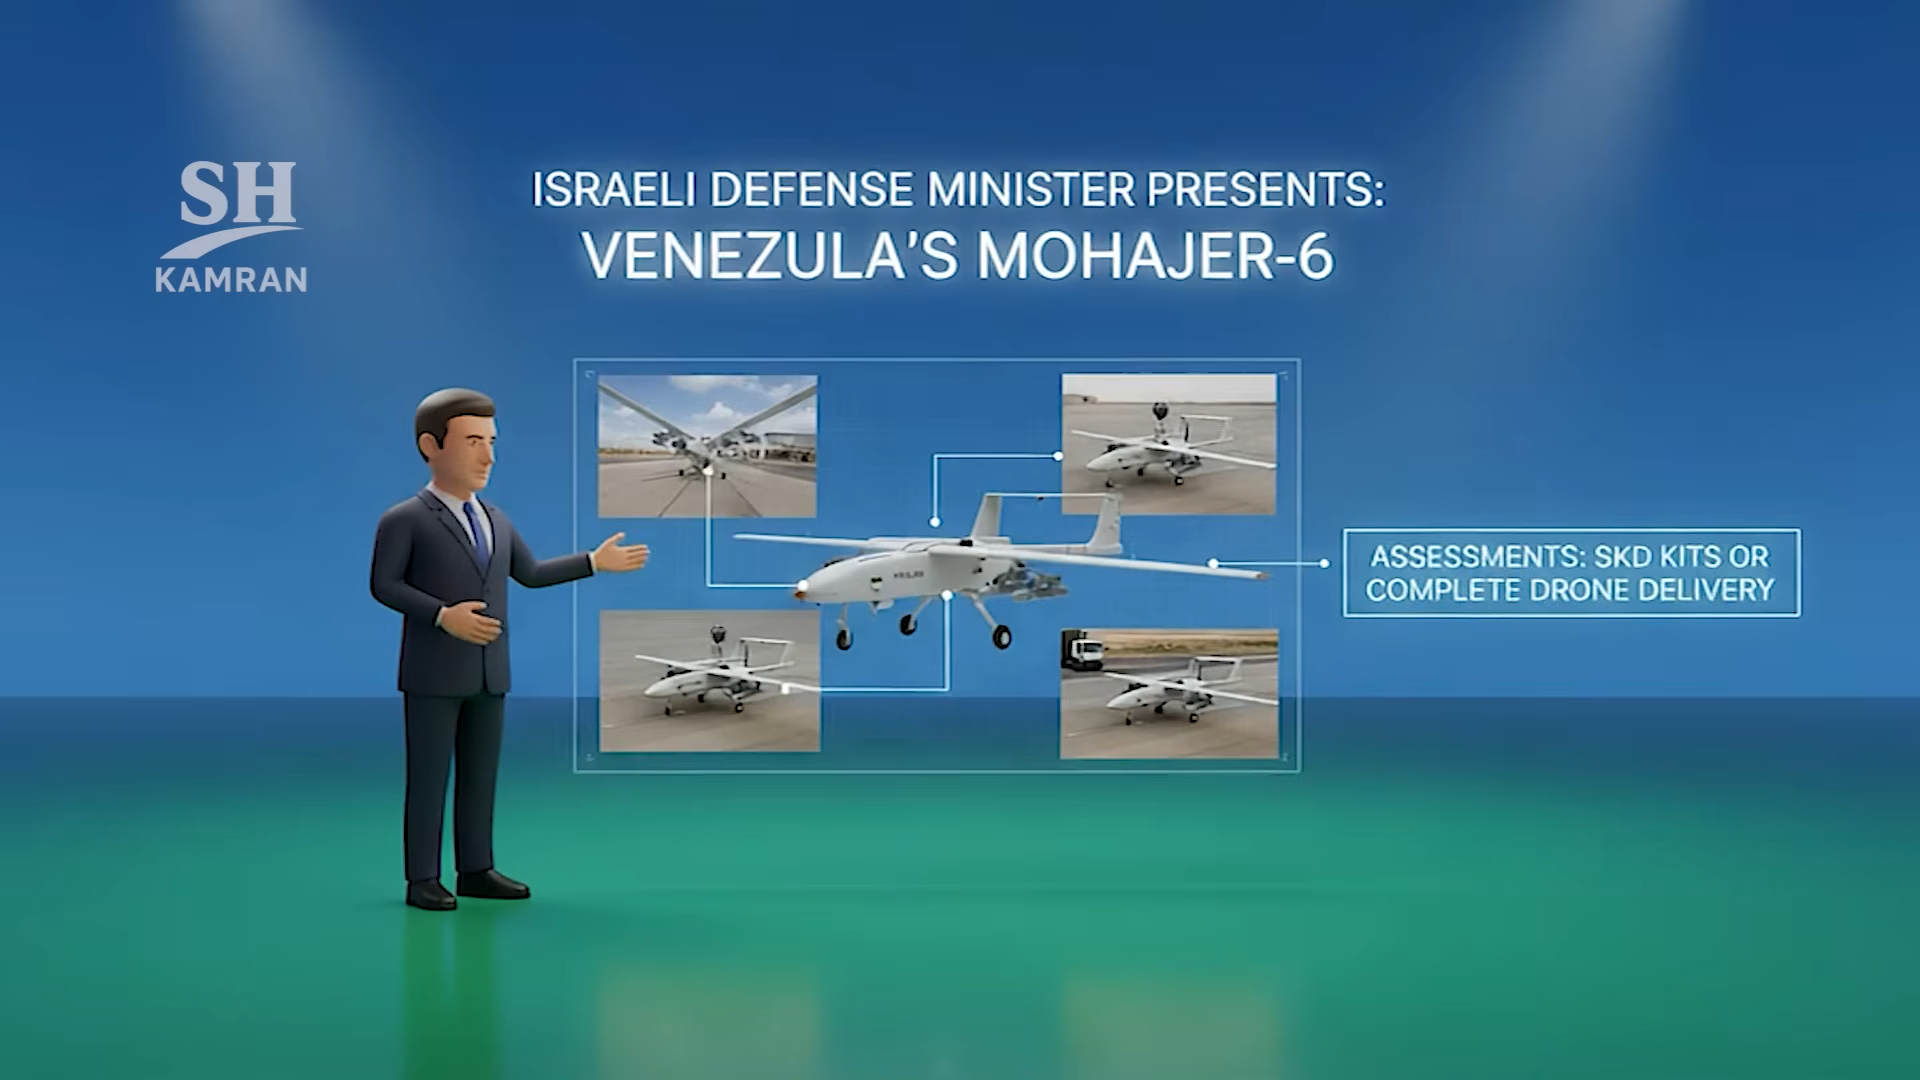 SH
KAMRAN
ISRAELI DEFENSE MINISTER PRESENTS:
VENEZULA'S MOHAJER-6
ASSESSMENTS: SKD KITS OR
COMPLETE DRONE DELIVERY